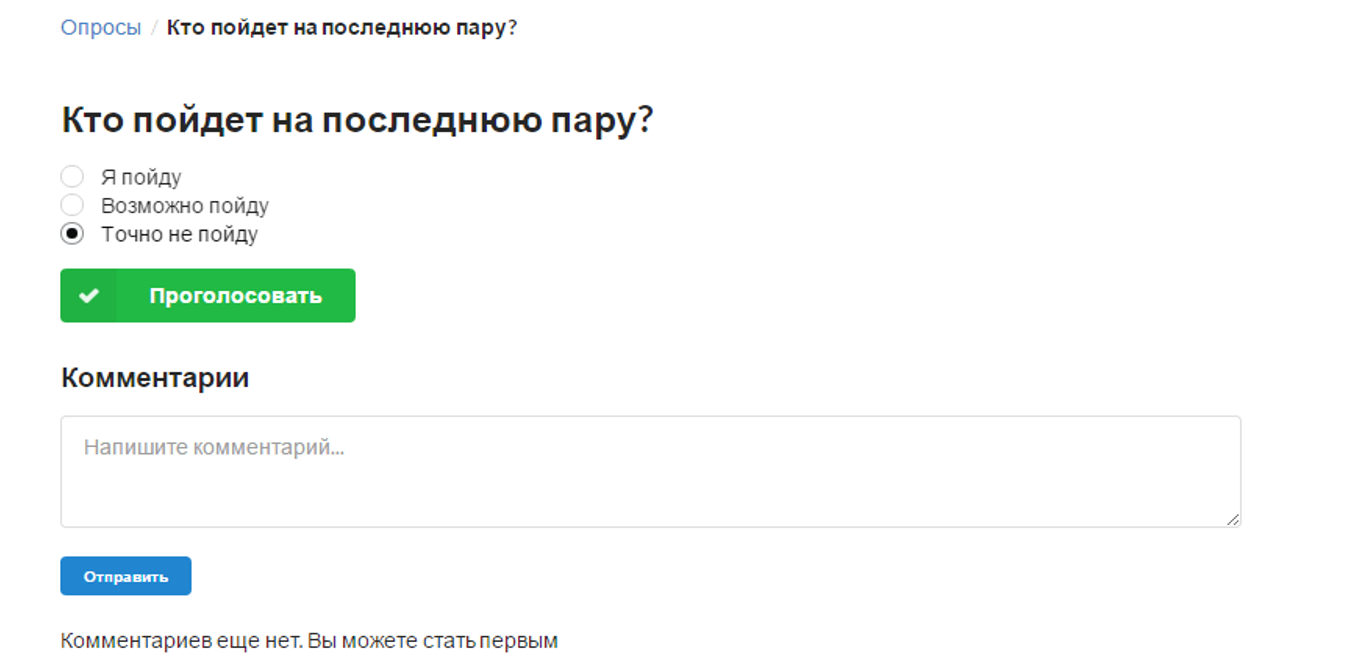 Опросы / Кто пойдет на последнюю пару?
Кто пойдет на последнюю пару?
Я пойду
Возможно пойду
Точно не пойду
Проголосовать
Комментарии
Напишите комментарий...
Отправить
Комментариев еще нет. Вы можете стать первым